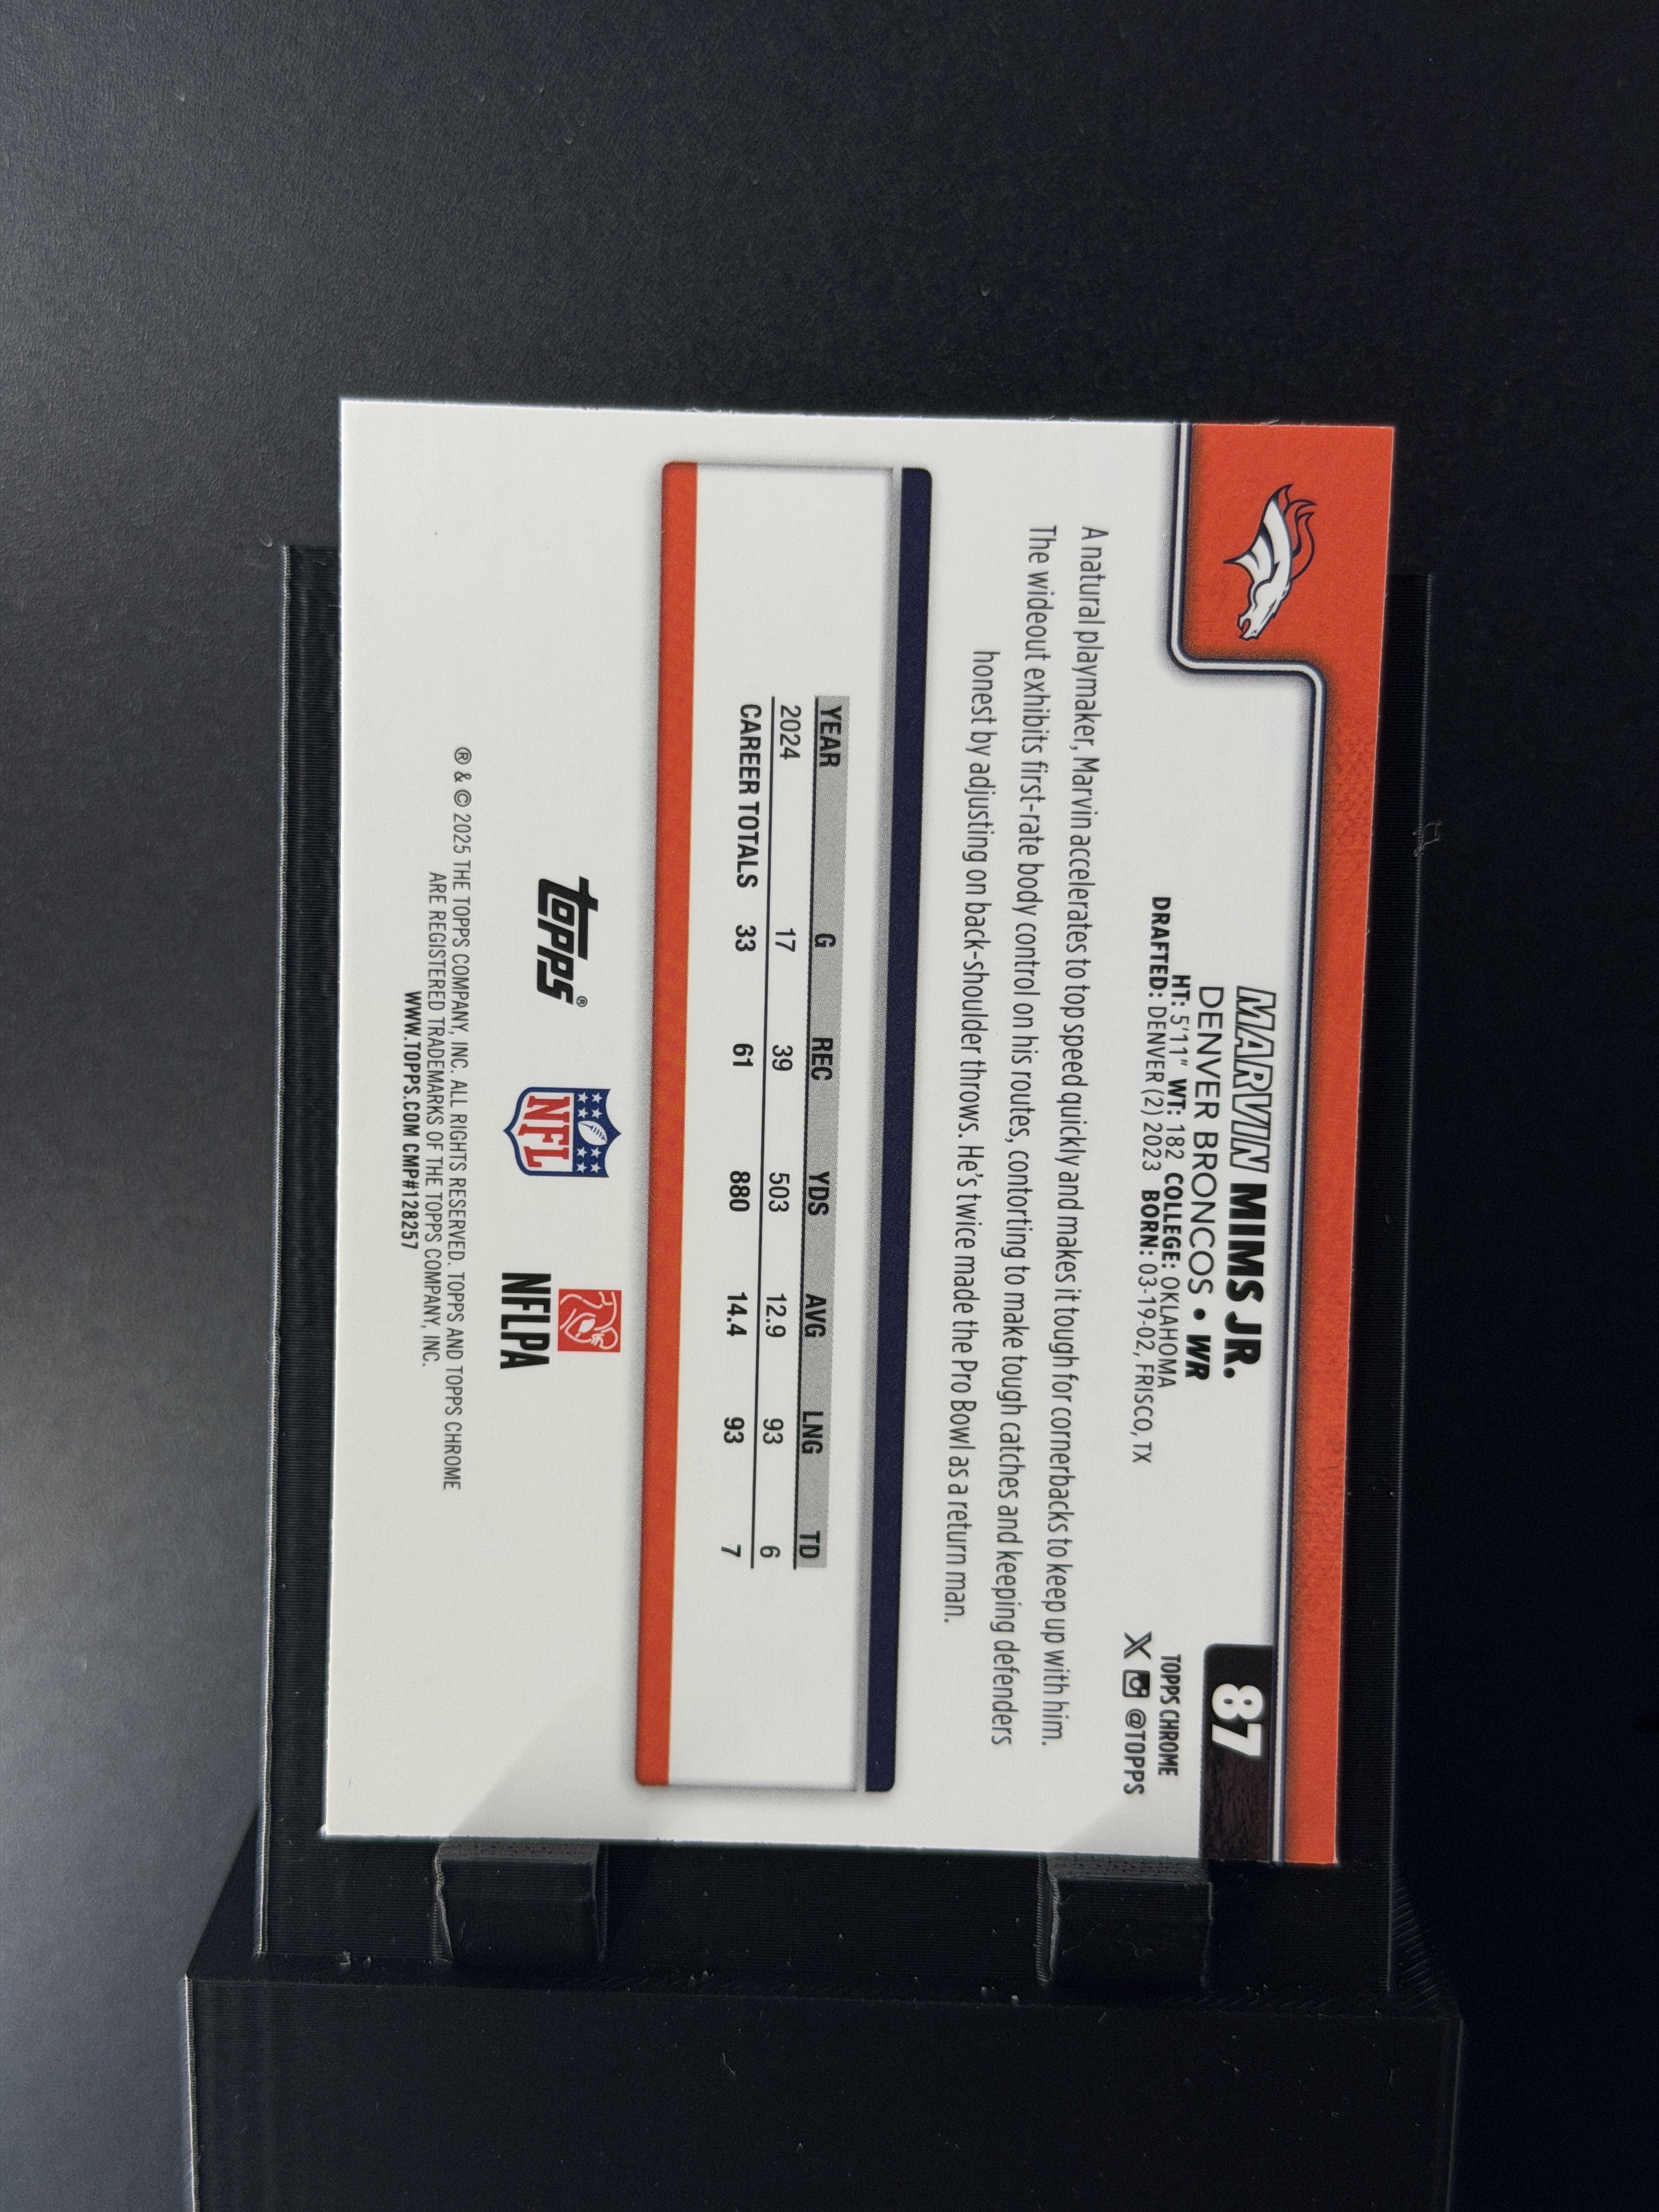 87
MARVIN MIMS JR.
DENVER BRONCOS • WR
HT: 5'11" WT: 182 COLLEGE: OKLAHOMA
DRAFTED: DENVER (2) 2023 BORN: 03-19-02, FRISCO, TX
TOPPS CHROME
X @TOPPS
A natural playmaker, Marvin accelerates to top speed quickly and makes it tough for cornerbacks to keep up with him.
The wideout exhibits first-rate body control on his routes, contorting to make tough catches and keeping defenders
honest by adjusting on back-shoulder throws. He's twice made the Pro Bowl as a return man.
YEAR G REC YDS AVG LNG TD
2024 17 39 503 12.9 93 6
CAREER TOTALS 33 61 880 14.4 93 7
topps® NFL NFLPA
® & © 2025 THE TOPPS COMPANY, INC. ALL RIGHTS RESERVED. TOPPS AND TOPPS CHROME
ARE REGISTERED TRADEMARKS OF THE TOPPS COMPANY, INC.
WWW.TOPPS.COM CMP#128257